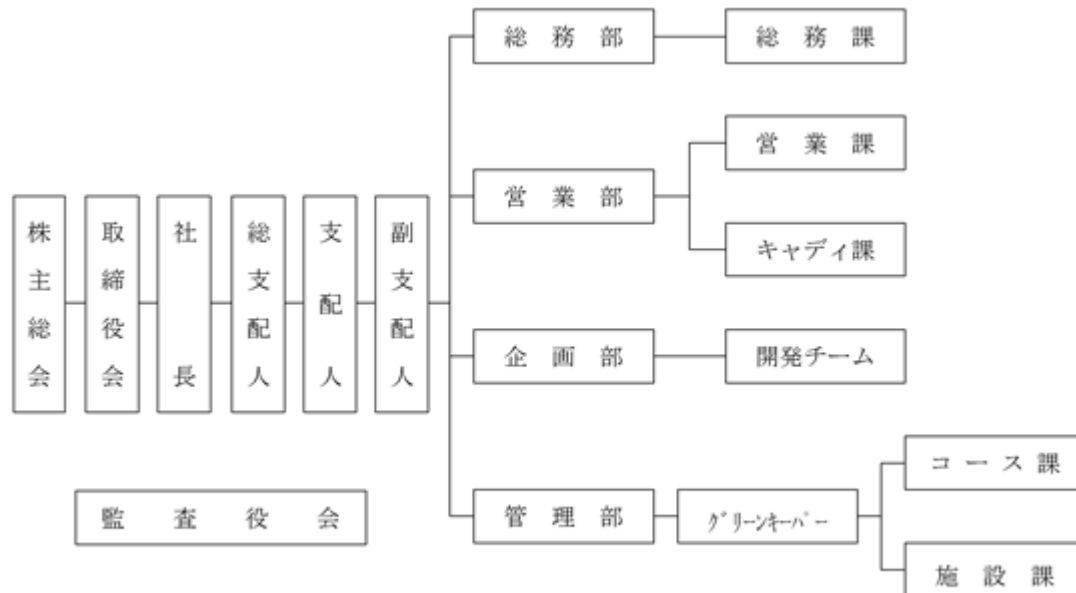 株主総会
取締役会
社長
総支配人
支配人
副支配人
監査役会
総務部
総務課
営業部
営業課
キャディ課
企画部
開発チーム
管理部
グリーンキーパー
コース課
施設課